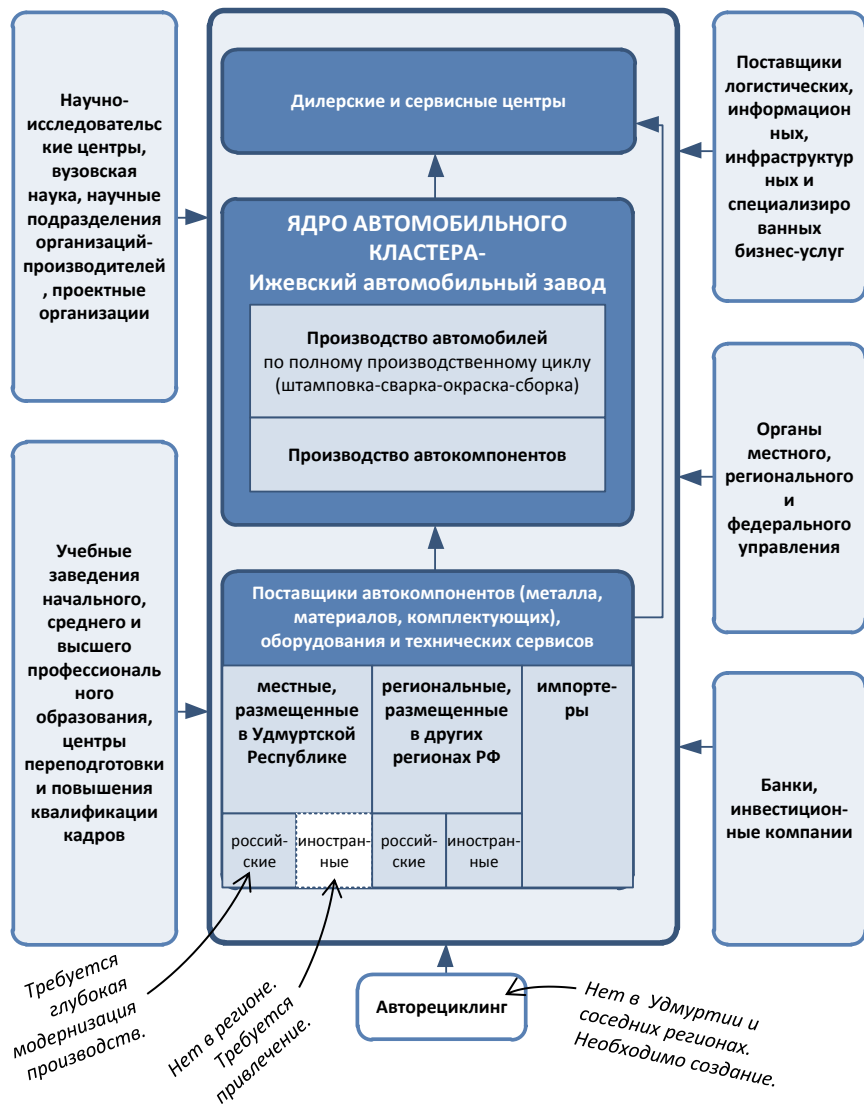 Научно-
исследовательс
кие центры,
вузовская
наука, научные
подразделения
организаций-
производителей
, проектные
организации
Учебные
заведения
начального,
среднего и
высшего
профессиональ
ного
образования,
центры
переподготовки
и повышения
квалификации
кадров
Дилерские и сервисные центры
ЯДРО АВТОМОБИЛЬНОГО
КЛАСТЕРА-
Ижевский автомобильный завод
Производство автомобилей
по полному производственному циклу
(штамповка-сварка-окраска-сборка)
Производство автокомпонентов
Поставщики автокомпонентов (металла,
материалов, комплектующих),
оборудования и технических сервисов
местные,
размещенные
в Удмуртской
Республике
региональные,
размещенные
в других
регионах РФ
импорте-
ры
россий-
ские
иностран-
ные
россий-
ские
иностран-
ные
Поставщики
логистических,
информацион
ных,
инфраструктур
ных и
специализиро
ванных
бизнес-услуг
Органы
местного,
регионального
и
федерального
управления
Банки,
инвестицион-
ные компании
Авторециклинг
Требуется
глубокая
модернизация
производств.
Нет в регионе.
Требуется
привлечение.
Нет в Удмуртии и
соседних регионах.
Необходимо создание.